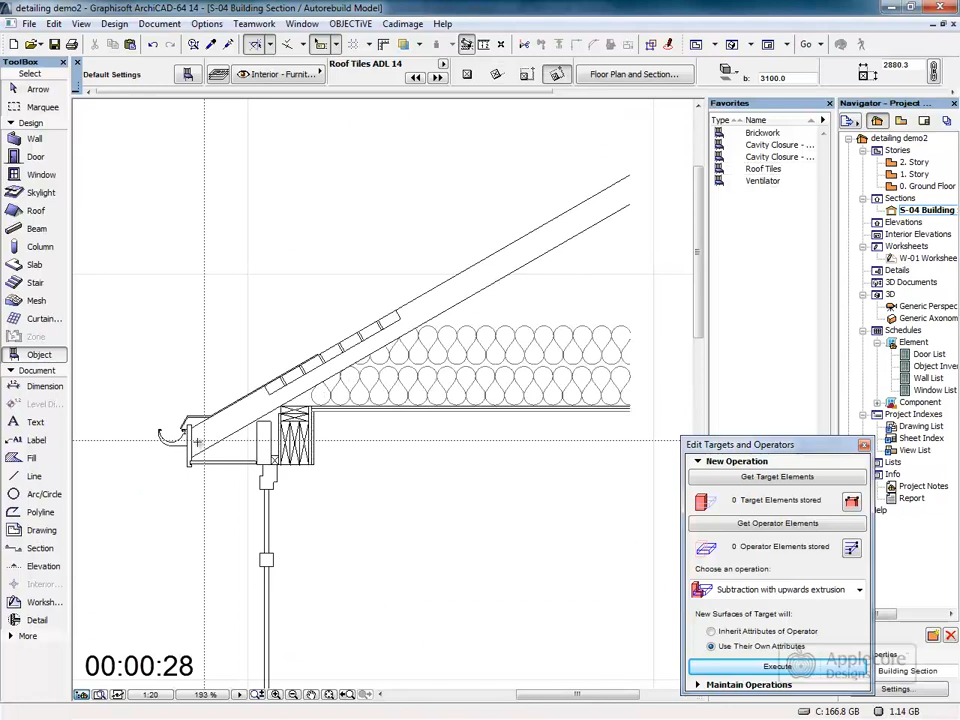 detailing demo2 - Graphisoft ArchiCAD-64 14 - [S-04 Building Section / Autorebuild Model]
File Edit View Design Document Options Teamwork Window OBJECTiVE Cadimage Help
Go
ToolBox
Select
Arrow
Marquee
Design
Wall
Door
Window
Skylight
Roof
Beam
Column
Slab
Stair
Mesh
Curtain...
Zone
Object
Document
Dimension
Level Di...
Text
Label
Fill
Line
Arc/Circle
Polyline
Drawing
Section
Elevation
Interior...
Worksh...
Detail
More
Default Settings
Interior - Furnit...
Roof Tiles ADL 14
Floor Plan and Section...
b: 3100.0
2880.3
Favorites
Type Name
Brickwork
Cavity Closure - ...
Cavity Closure - ...
Roof Tiles
Ventilator
Navigator - Project ...
detailing demo2
Stories
2. Story
1. Story
0. Ground Floor
Sections
S-04 Building
Elevations
Interior Elevations
Worksheets
W-01 Workshee
Details
3D Documents
3D
Generic Perspec
Generic Axonom
Schedules
Element
Door List
Object Inve
Wall List
Window List
Component
Project Indexes
Drawing List
Sheet Index
View List
Lists
Info
Project Notes
Report
Help
Edit Targets and Operators
New Operation
Get Target Elements
0 Target Elements stored
Get Operator Elements
0 Operator Elements stored
Choose an operation:
Subtraction with upwards extrusion
New Surfaces of Target will:
Inherit Attributes of Operator
Use Their Own Attributes
Execute
Maintain Operations
Applecore
Designs
Building Section
Settings...
00:00:28
1:20
193 %
C: 166.8 GB
1.14 GB